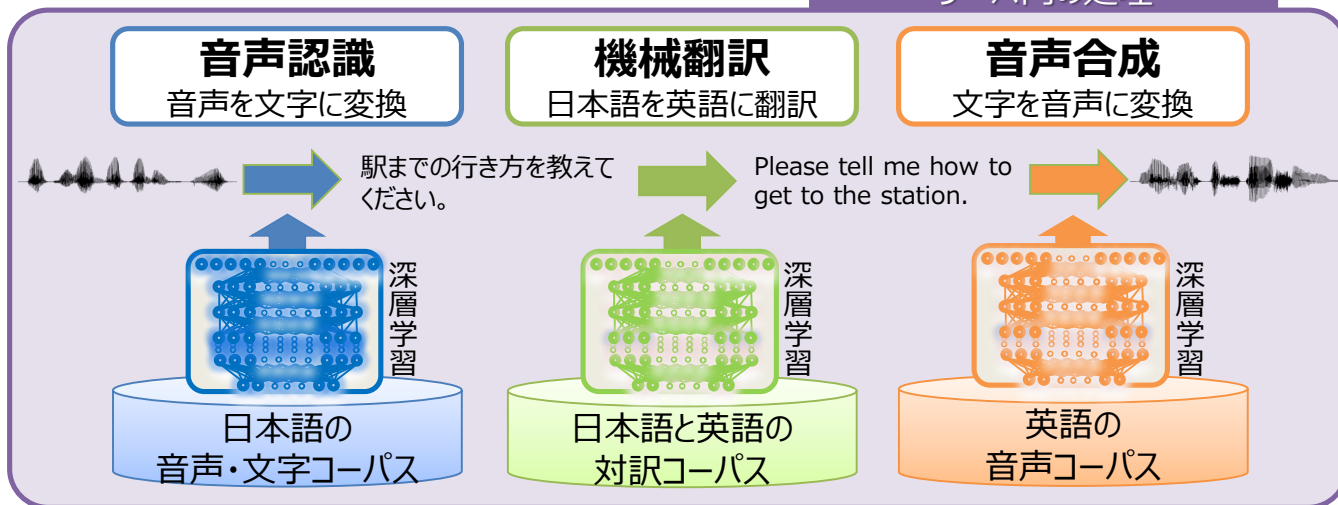 音声認識
音声を文字に変換
機械翻訳
日本語を英語に翻訳
音声合成
文字を音声に変換
駅までの行き方を教えて
ください。
Please tell me how to
get to the station.
深層学習
深層学習
深層学習
日本語の
音声・文字コーパス
日本語と英語の
対訳コーパス
英語の
音声コーパス